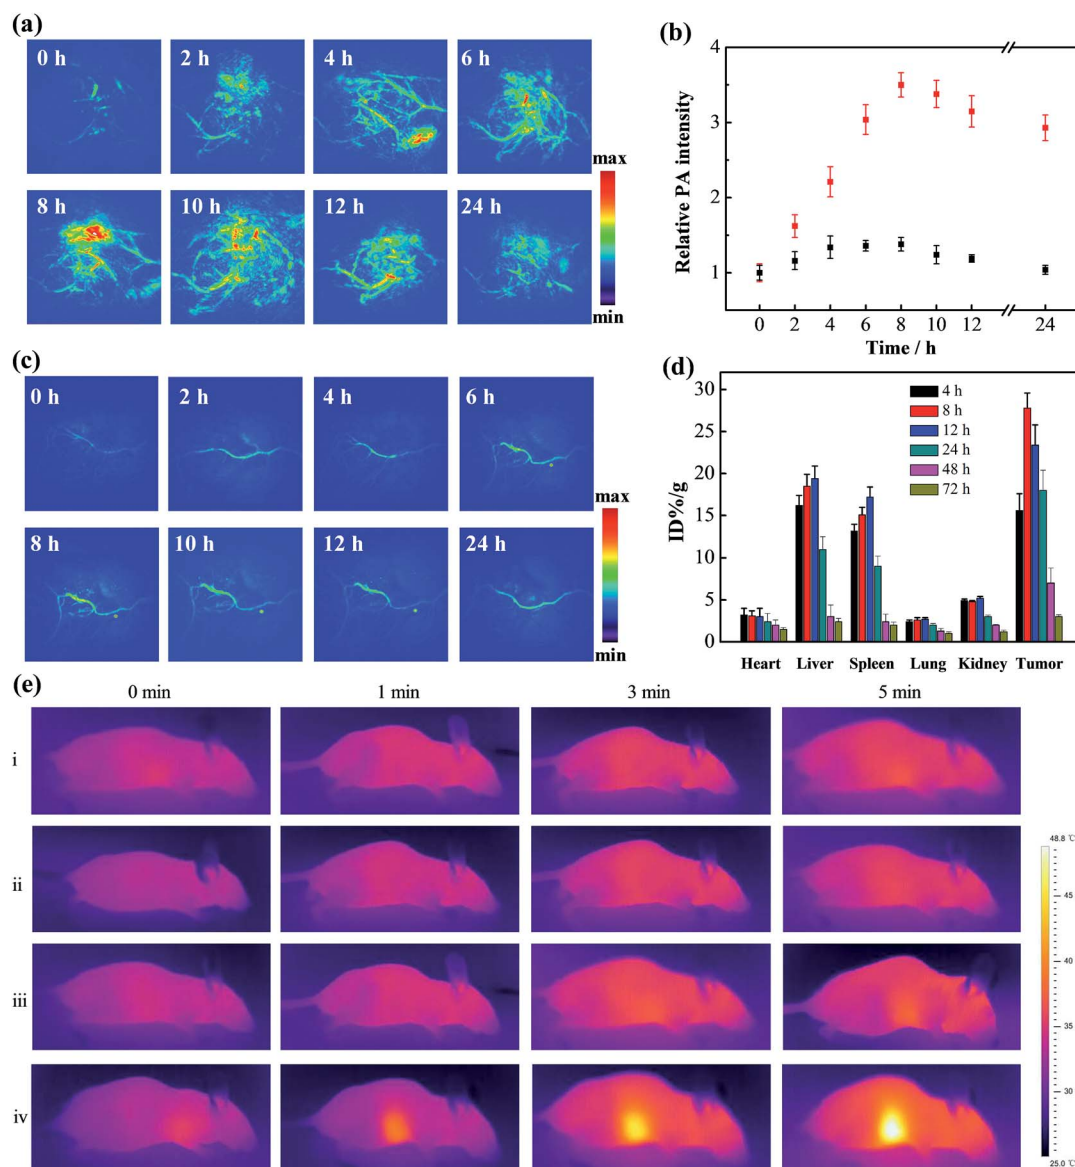 (a)
0 h 2 h 4 h 6 h
8 h 10 h 12 h 24 h
max
min
(b)
4
3
2
1
Relative PA intensity
0 2 4 6 8 10 12 24
Time / h
(c)
0 h 2 h 4 h 6 h
8 h 10 h 12 h 24 h
max
min
(d)
30
25
20
15
10
5
0
ID%/g
4 h
8 h
12 h
24 h
48 h
72 h
Heart Liver Spleen Lung Kidney Tumor
(e)
0 min 1 min 3 min 5 min
i
ii
iii
iv
48.8 ℃
45
40
35
30
25.0 ℃